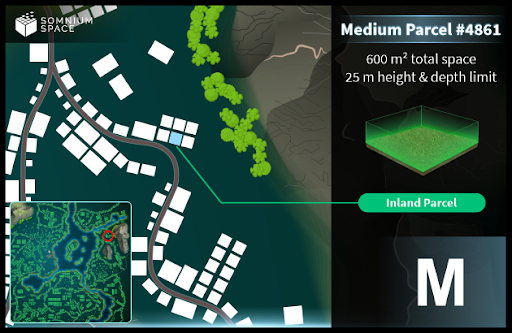 SOMNIUM
SPACE
Medium Parcel #4861
600 m² total space
25 m height & depth limit
Inland Parcel
M